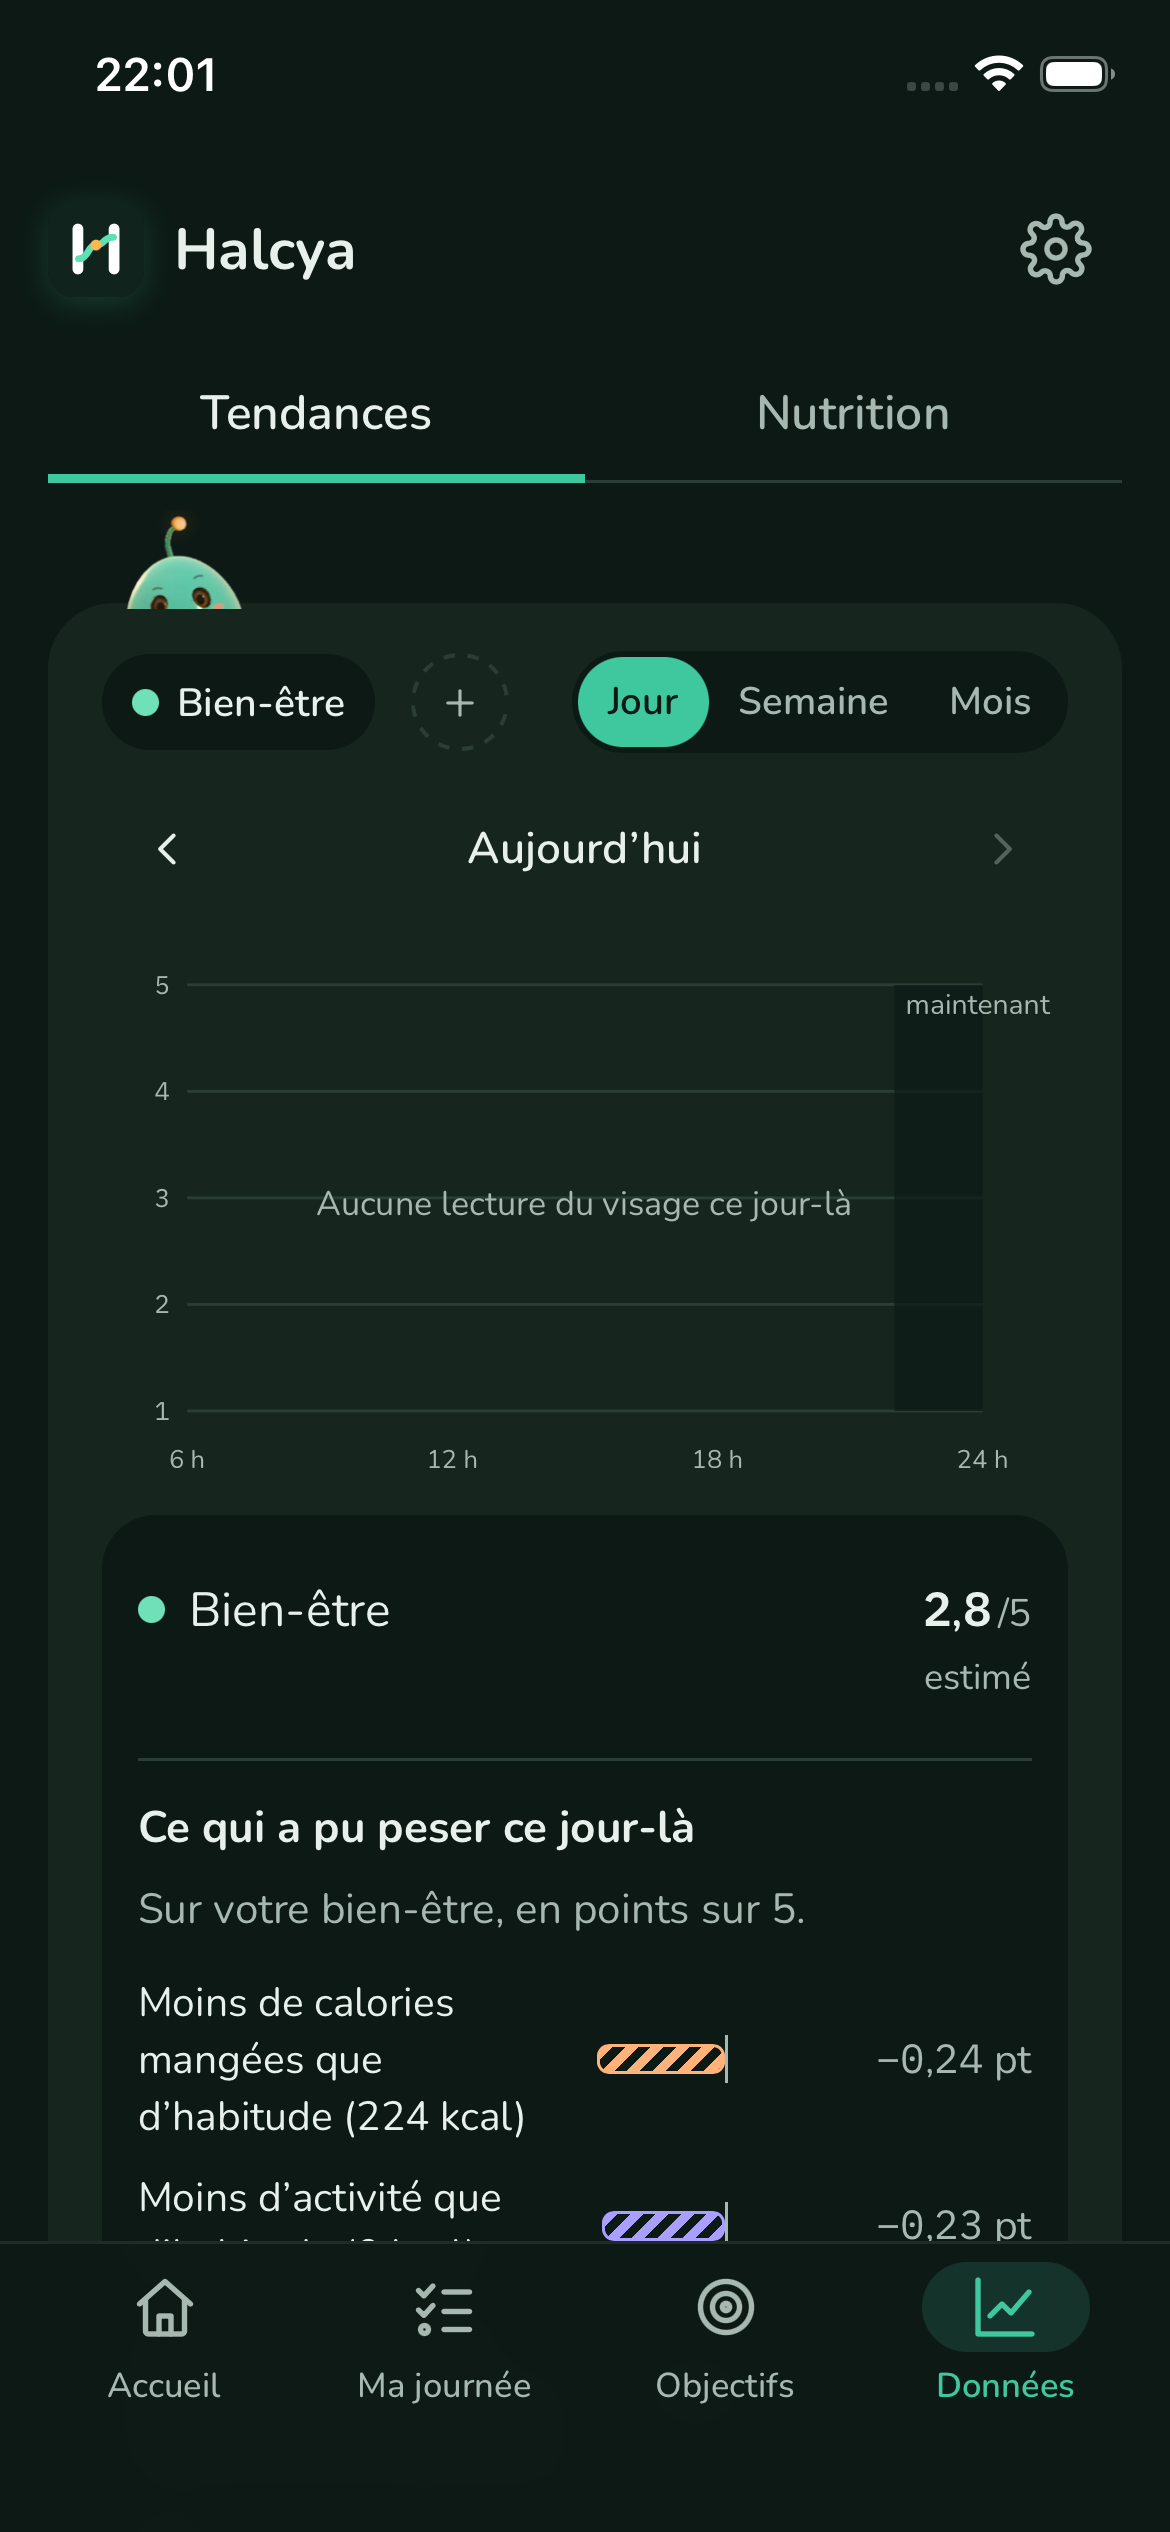 22:01
Halcya
Tendances
Nutrition
Bien-être
+
Jour
Semaine
Mois
Aujourd’hui
5
maintenant
4
3
Aucune lecture du visage ce jour-là
2
1
6 h
12 h
18 h
24 h
Bien-être
2,8 /5
estimé
Ce qui a pu peser ce jour-là
Sur votre bien-être, en points sur 5.
Moins de calories
mangées que
d’habitude (224 kcal)
−0,24 pt
Moins d’activité que
−0,23 pt
Accueil
Ma journée
Objectifs
Données